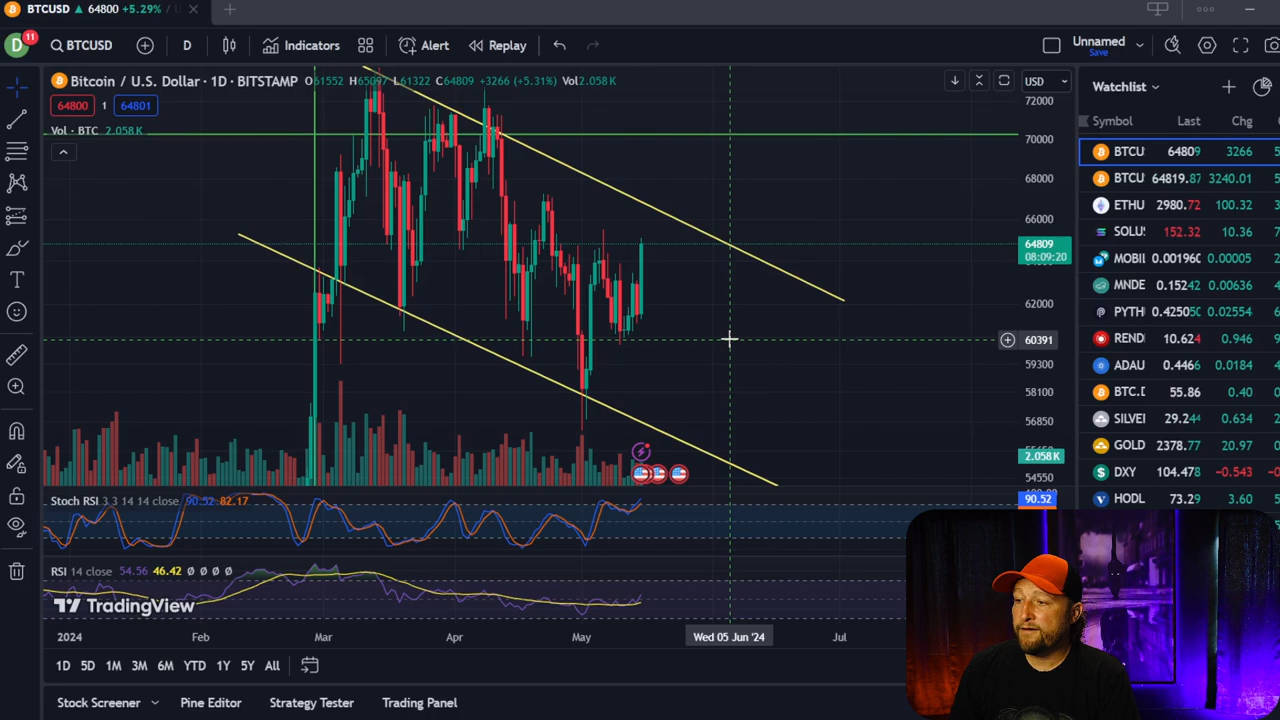 BTCUSD ▲ 64800 +5.29% /
D 11 BTCUSD D Indicators Alert Replay Unnamed
Save
Bitcoin / U.S. Dollar · 1D · BITSTAMP O61552 H65097 L61322 C64809 +3266 (+5.31%) Vol2.058 K
USD
64800 1 64801
Vol · BTC 2.058 K
72000
70000
68000
66000
64809
08:09:20
62000
60391
59300
58100
56850
2.058 K
54550
Stoch RSI 3 3 14 14 close 90.52 82.17
90.52
RSI 14 close 54.56 46.42 Ø Ø Ø Ø
TradingView
2024 Feb Mar Apr May Wed 05 Jun '24 Jul
1D 5D 1M 3M 6M YTD 1Y 5Y All
Stock Screener Pine Editor Strategy Tester Trading Panel
Watchlist
Symbol Last Chg
BTCU 64809 3266 5
BTCU 64819.87 3240.01
ETHU 2980.72 100.32
SOLU 152.32 10.36
MOBI 0.00005
MNDE 0.15242 0.00636
PYTH 0.02554
REND 10.624 0.946
ADAU 0.4466 0.0184
BTC.D 55.86 0.40
SILVE 29.244 0.634
GOLD 2378.77 20.97
DXY 104.478 -0.543
HODL 73.29 3.60